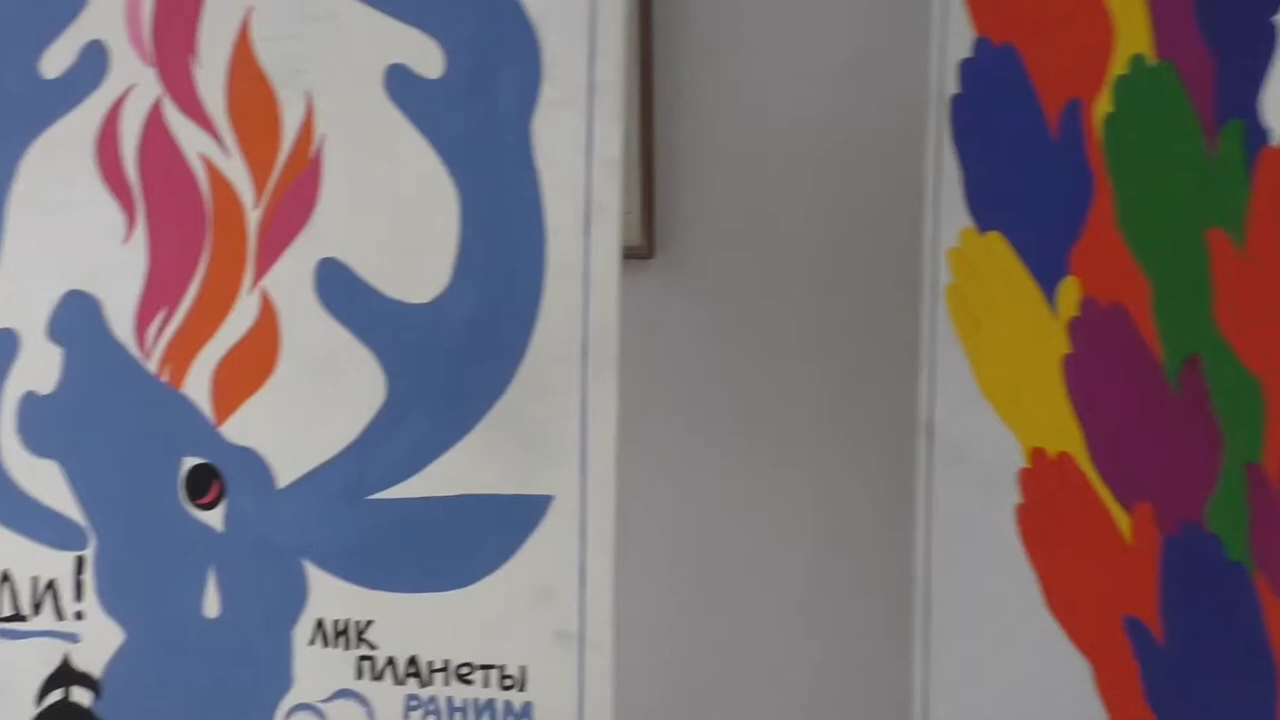 ди!
лик
планеты
раним